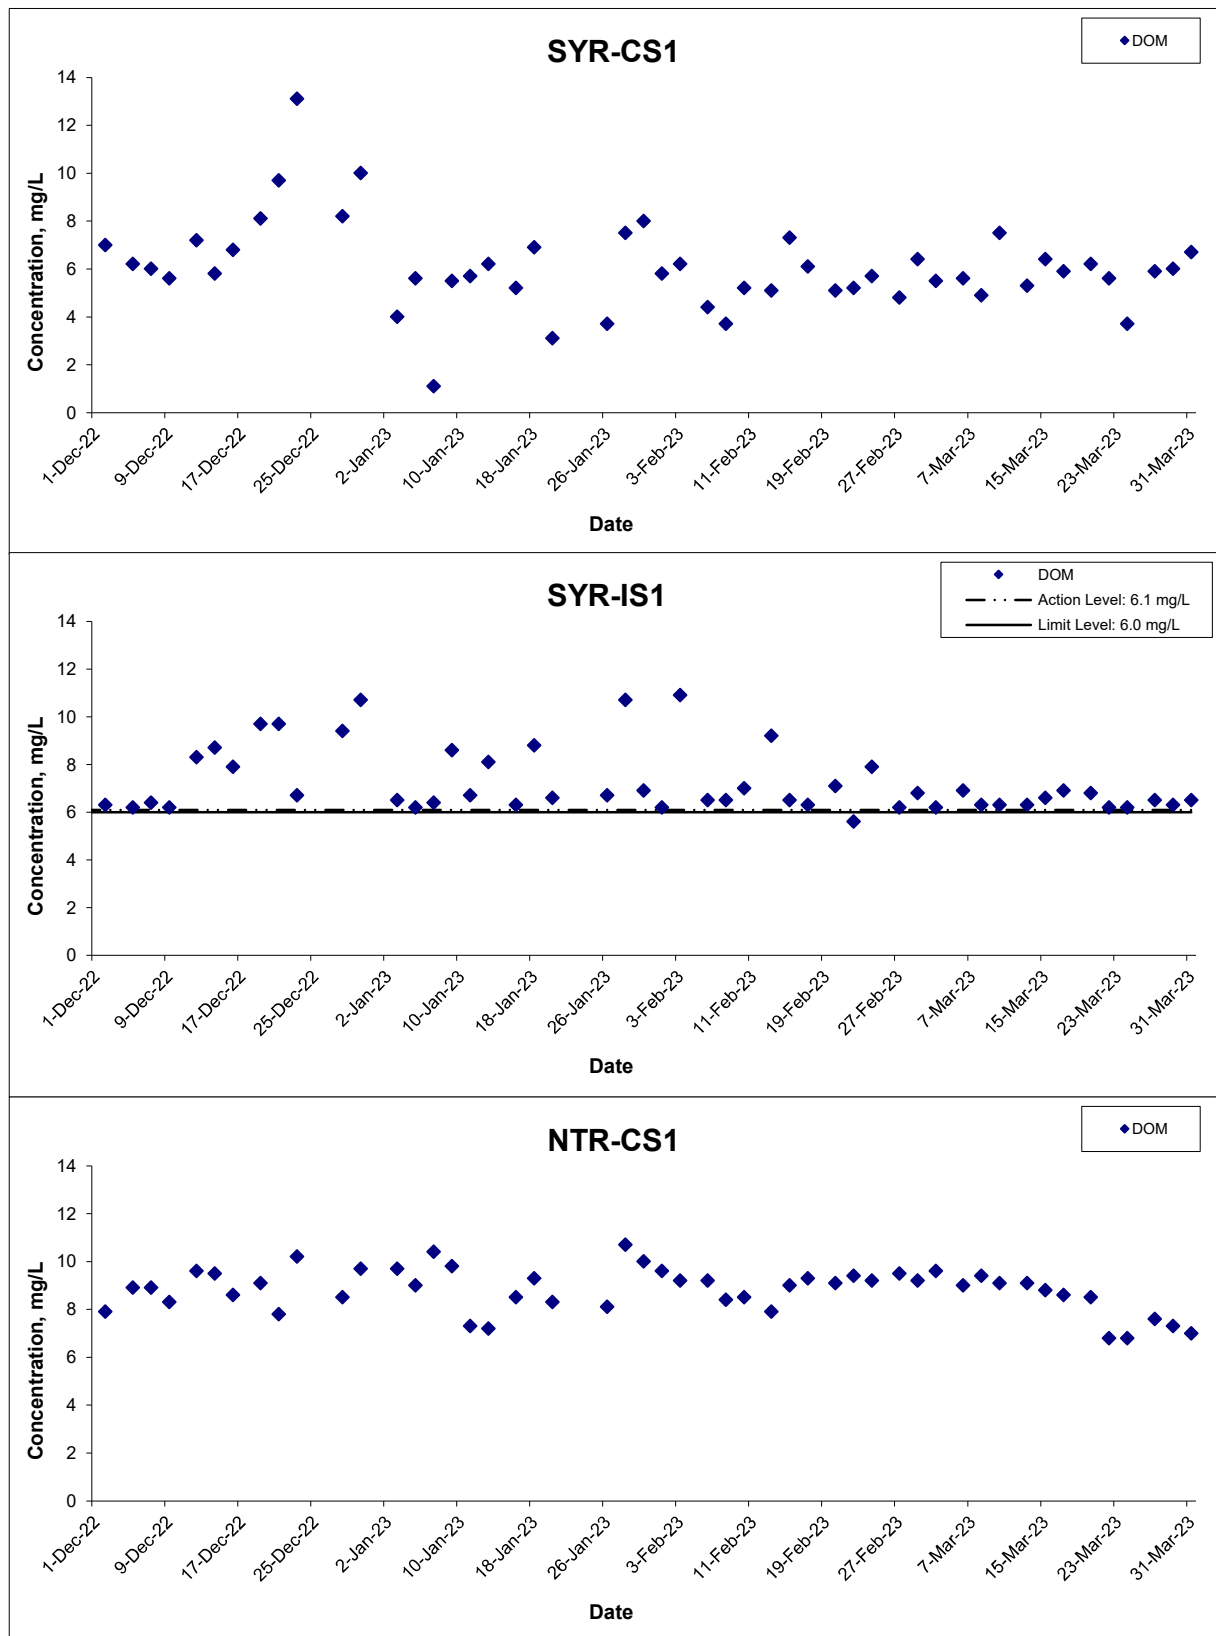 SYR-CS1
DOM
Concentration, mg/L
14
12
10
8
6
4
2
0
1-Dec-22
9-Dec-22
17-Dec-22
25-Dec-22
2-Jan-23
10-Jan-23
18-Jan-23
26-Jan-23
3-Feb-23
11-Feb-23
19-Feb-23
27-Feb-23
7-Mar-23
15-Mar-23
23-Mar-23
31-Mar-23
Date
SYR-IS1
DOM
Action Level: 6.1 mg/L
Limit Level: 6.0 mg/L
Concentration, mg/L
14
12
10
8
6
4
2
0
1-Dec-22
9-Dec-22
17-Dec-22
25-Dec-22
2-Jan-23
10-Jan-23
18-Jan-23
26-Jan-23
3-Feb-23
11-Feb-23
19-Feb-23
27-Feb-23
7-Mar-23
15-Mar-23
23-Mar-23
31-Mar-23
Date
NTR-CS1
DOM
Concentration, mg/L
14
12
10
8
6
4
2
0
1-Dec-22
9-Dec-22
17-Dec-22
25-Dec-22
2-Jan-23
10-Jan-23
18-Jan-23
26-Jan-23
3-Feb-23
11-Feb-23
19-Feb-23
27-Feb-23
7-Mar-23
15-Mar-23
23-Mar-23
31-Mar-23
Date